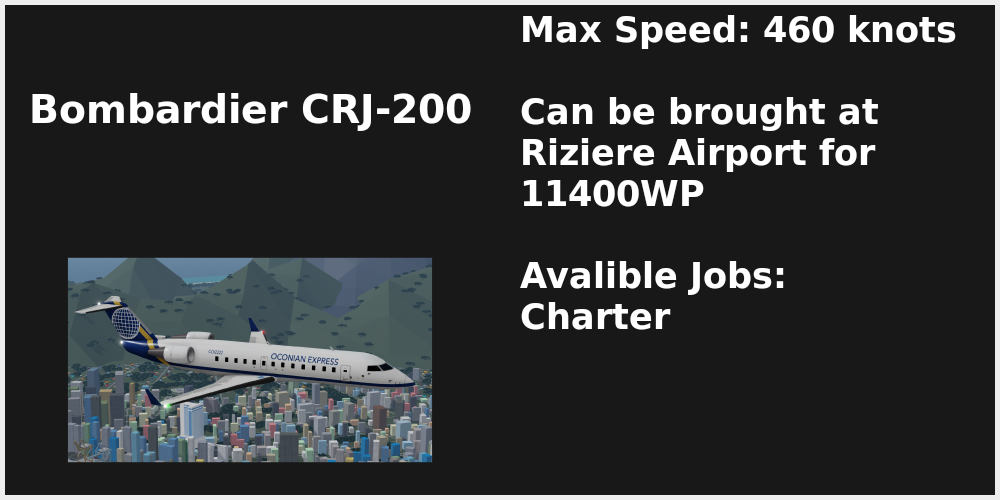 Max Speed: 460 knots
Bombardier CRJ-200
Can be brought at
Riziere Airport for
11400WP
Avalible Jobs:
Charter
OCONIAN EXPRESS